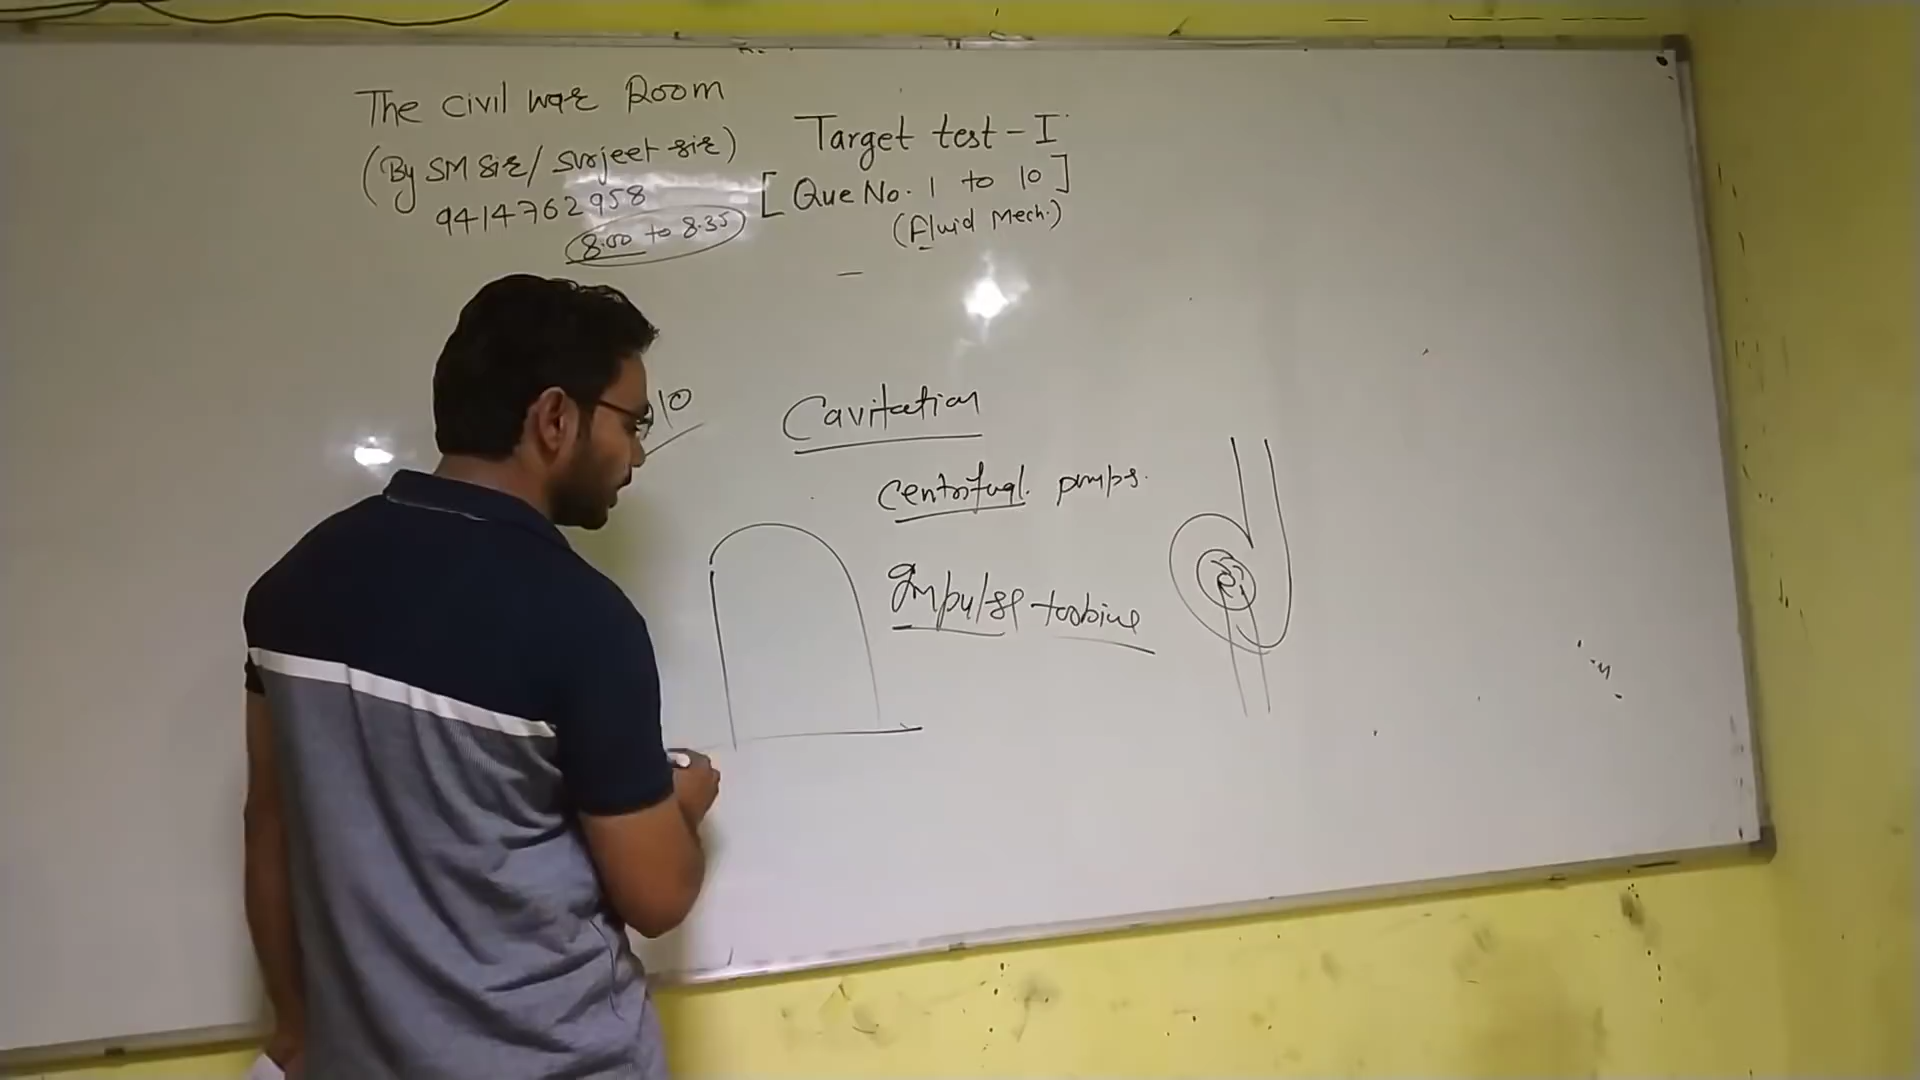 The civil war Room
(By SM Sir/ Surjeet Sir)
9414762958
8.00 to 8.35
Target test-I
[Que No. 1 to 10]
(Fluid Mech.)
10
Cavitation
Centrifugal. pumps.
Impulse turbine